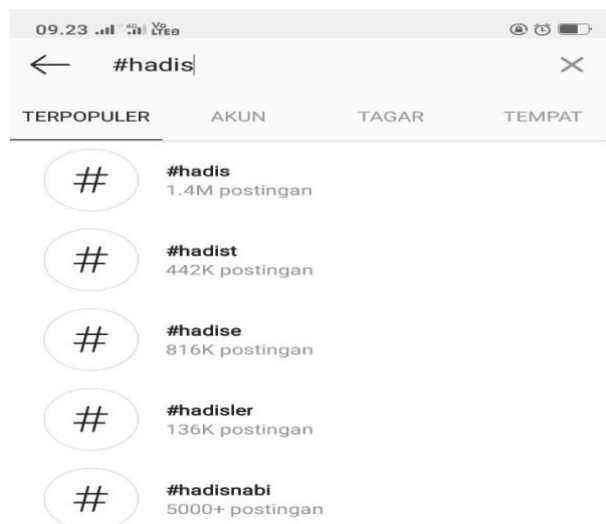 09.23
#hadis
TERPOPULER AKUN TAGAR TEMPAT
#hadis
1.4M postingan
#hadist
442K postingan
#hadise
816K postingan
#hadisler
136K postingan
#hadisnabi
5000+ postingan